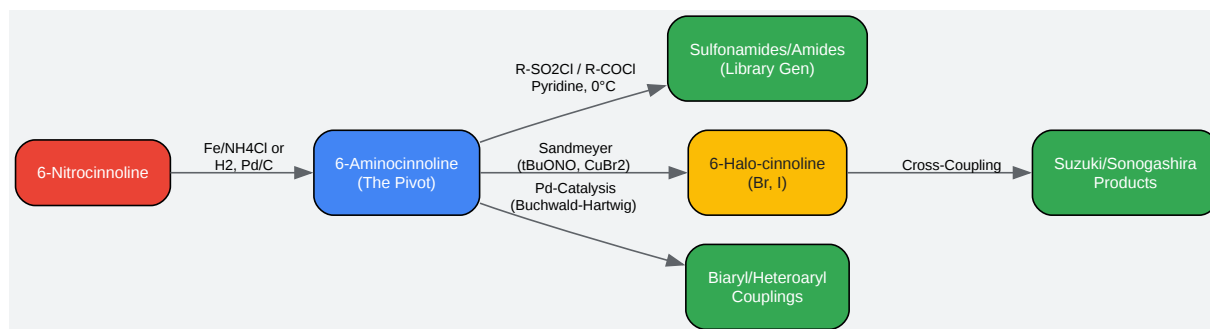 6-Nitrocinnoline
Fe/NH4Cl or
H2, Pd/C
6-Aminocinnoline
(The Pivot)
R-SO2Cl / R-COCl
Pyridine, 0°C
Sulfonamides/Amides
(Library Gen)
Sandmeyer
(tBuONO, CuBr2)
6-Halo-cinnoline
(Br, I)
Cross-Coupling
Suzuki/Sonogashira
Products
Pd-Catalysis
(Buchwald-Hartwig)
Biaryl/Heteroaryl
Couplings